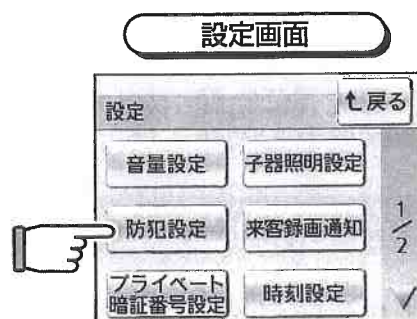 設定画面
設定
戻る
音量設定
子器照明設定
防犯設定
来客録画通知
1/2
プライベート
暗証番号設定
時刻設定